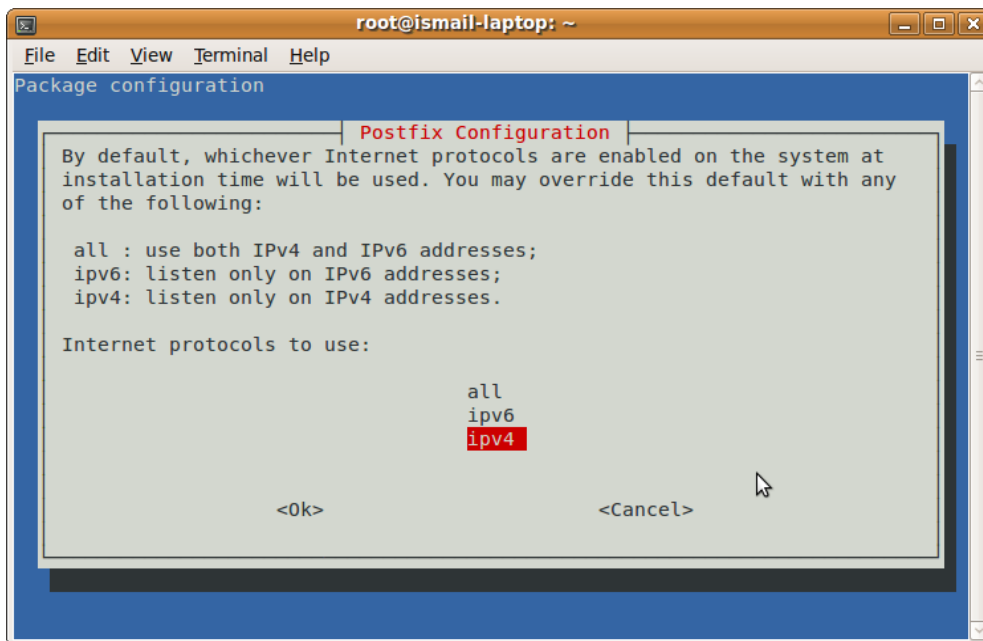 root@ismail-laptop: ~
File Edit View Terminal Help
Package configuration
Postfix Configuration
By default, whichever Internet protocols are enabled on the system at
installation time will be used. You may override this default with any
of the following:
all : use both IPv4 and IPv6 addresses;
ipv6: listen only on IPv6 addresses;
ipv4: listen only on IPv4 addresses.
Internet protocols to use:
all
ipv6
ipv4
<Ok> <Cancel>